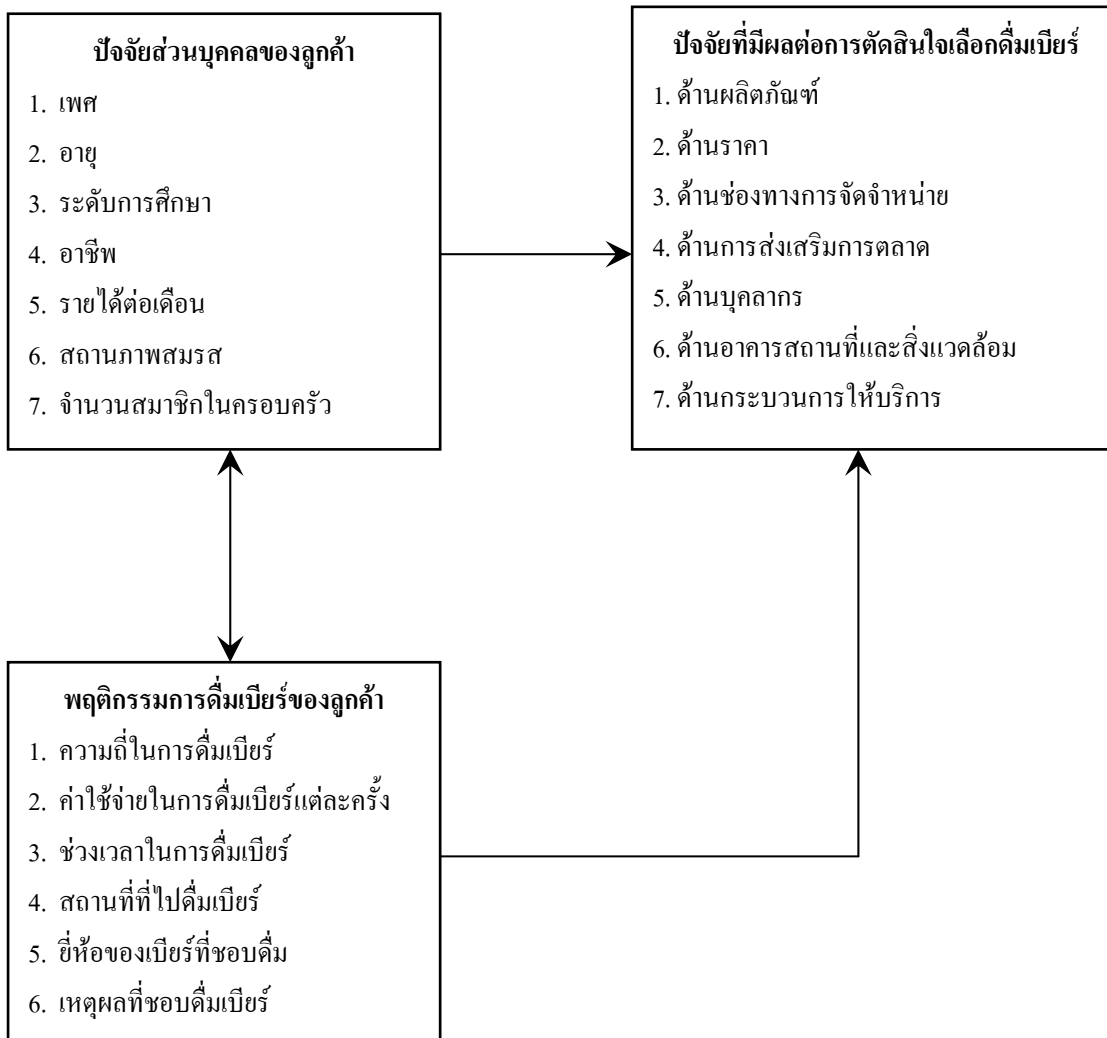 ปัจจัยส่วนบุคคลของลูกค้า
1. เพศ
2. อายุ
3. ระดับการศึกษา
4. อาชีพ
5. รายได้ต่อเดือน
6. สถานภาพสมรส
7. จำนวนสมาชิกในครอบครัว
ปัจจัยที่มีผลต่อการตัดสินใจเลือกดื่มเบียร์
1. ด้านผลิตภัณฑ์
2. ด้านราคา
3. ด้านช่องทางการจัดจำหน่าย
4. ด้านการส่งเสริมการตลาด
5. ด้านบุคลากร
6. ด้านอาคารสถานที่และสิ่งแวดล้อม
7. ด้านกระบวนการให้บริการ
พฤติกรรมการดื่มเบียร์ของลูกค้า
1. ความถี่ในการดื่มเบียร์
2. ค่าใช้จ่ายในการดื่มเบียร์แต่ละครั้ง
3. ช่วงเวลาในการดื่มเบียร์
4. สถานที่ที่ไปดื่มเบียร์
5. ยี่ห้อของเบียร์ที่ชอบดื่ม
6. เหตุผลที่ชอบดื่มเบียร์